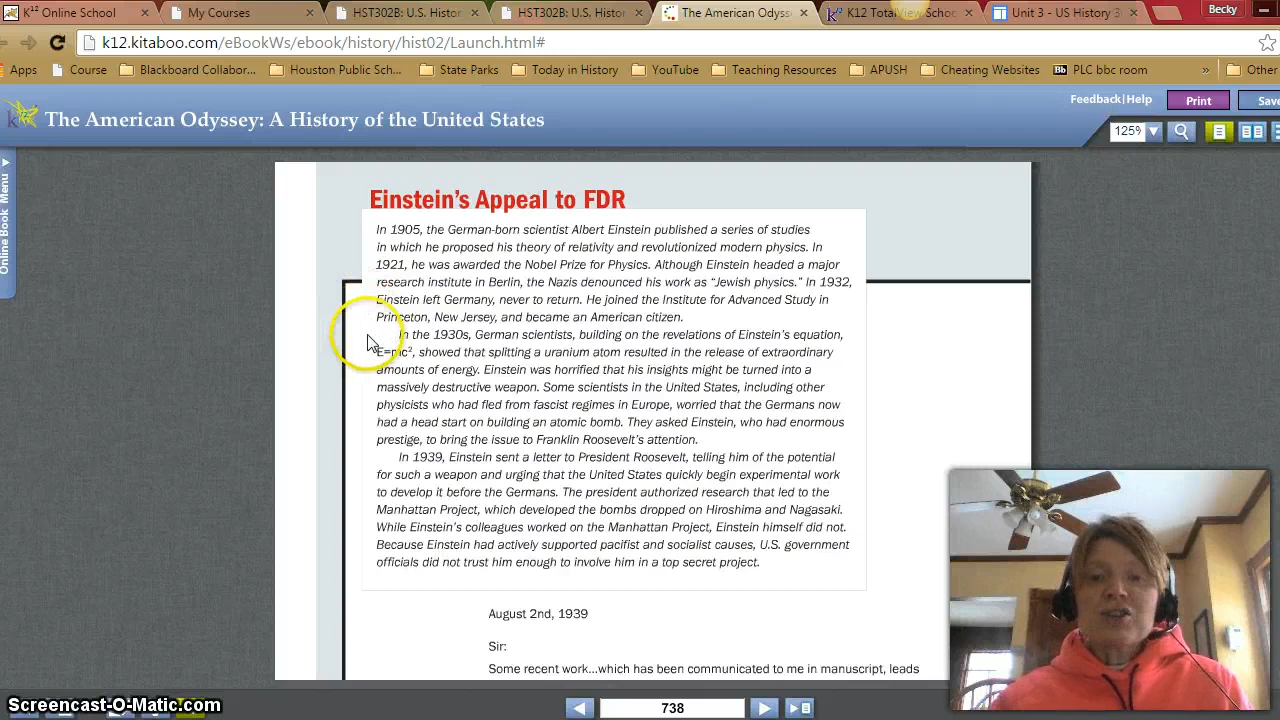 K¹² Online School
My Courses
HST302B: U.S. Histor
HST302B: U.S. Histor
The American Odysse
K12 TotalView School
Unit 3 - US History 3
Becky
k12.kitaboo.com/eBookWs/ebook/history/hist02/Launch.html#
Apps
Course
Blackboard Collabor...
Houston Public Sch...
State Parks
Today in History
YouTube
Teaching Resources
APUSH
Cheating Websites
Bb PLC bbc room
»
Other
Feedback|Help
Print
Save
The American Odyssey: A History of the United States
125%
Online Book Menu
Einstein's Appeal to FDR
In 1905, the German-born scientist Albert Einstein published a series of studies
in which he proposed his theory of relativity and revolutionized modern physics. In
1921, he was awarded the Nobel Prize for Physics. Although Einstein headed a major
research institute in Berlin, the Nazis denounced his work as “Jewish physics.” In 1932,
Einstein left Germany, never to return. He joined the Institute for Advanced Study in
Princeton, New Jersey, and became an American citizen.
In the 1930s, German scientists, building on the revelations of Einstein's equation,
E=mc², showed that splitting a uranium atom resulted in the release of extraordinary
amounts of energy. Einstein was horrified that his insights might be turned into a
massively destructive weapon. Some scientists in the United States, including other
physicists who had fled from fascist regimes in Europe, worried that the Germans now
had a head start on building an atomic bomb. They asked Einstein, who had enormous
prestige, to bring the issue to Franklin Roosevelt's attention.
In 1939, Einstein sent a letter to President Roosevelt, telling him of the potential
for such a weapon and urging that the United States quickly begin experimental work
to develop it before the Germans. The president authorized research that led to the
Manhattan Project, which developed the bombs dropped on Hiroshima and Nagasaki.
While Einstein's colleagues worked on the Manhattan Project, Einstein himself did not.
Because Einstein had actively supported pacifist and socialist causes, U.S. government
officials did not trust him enough to involve him in a top secret project.
August 2nd, 1939
Sir:
Some recent work...which has been communicated to me in manuscript, leads
Screencast-O-Matic.com
738